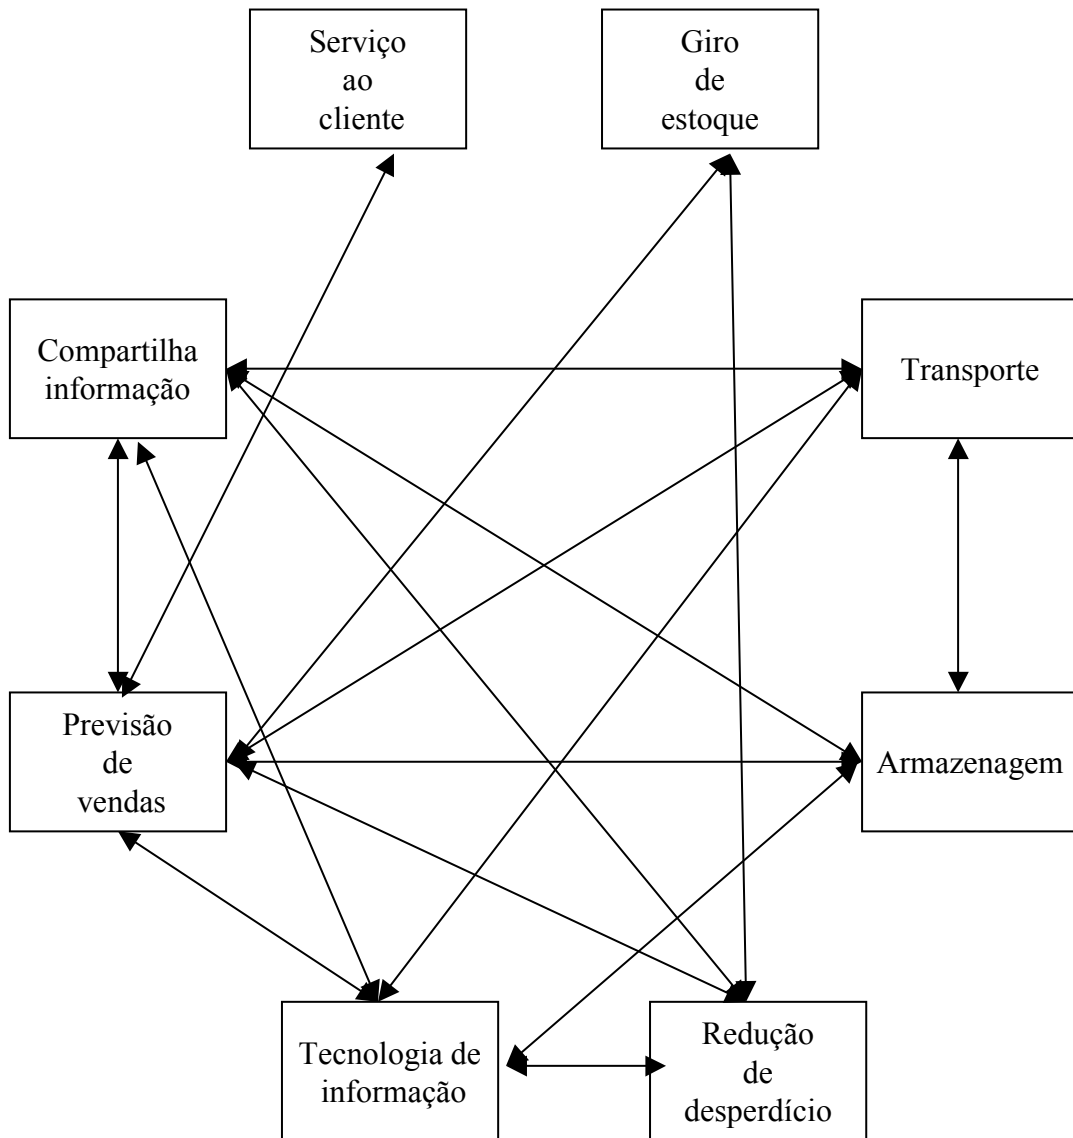 Serviço
ao
cliente
Giro
de
estoque
Compartilha
informação
Transporte
Previsão
de
vendas
Armazenagem
Tecnologia de
informação
Redução
de
desperdício